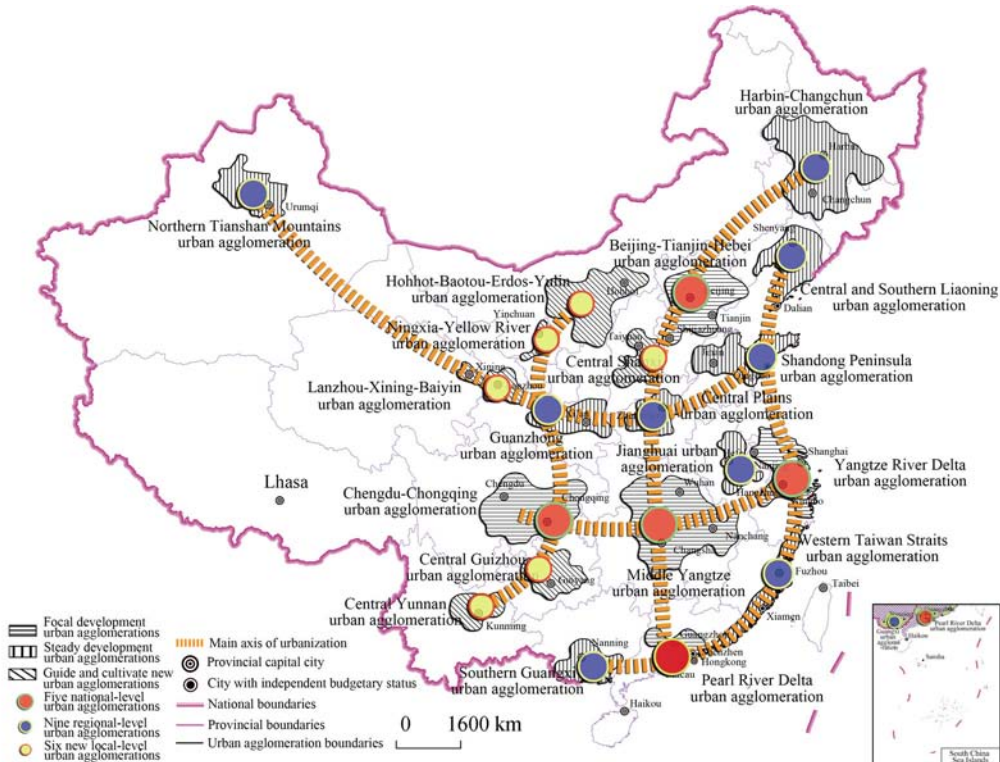 Harbin-Changchun
urban agglomeration
Harbin
Changchun
Urumqi
Northern Tianshan Mountains
urban agglomeration
Shenyang
Beijing-Tianjin-Hebei
urban agglomeration
Hohhot-Baotou-Erdos-Yulin
urban agglomeration
Central and Southern Liaoning
urban agglomeration
Dalian
Tianjin
Yinchuan
Ningxia-Yellow River
urban agglomeration
Taiyuan
Xining
Central Shanxi
urban agglomeration
Shandong Peninsula
urban agglomeration
Lanzhou-Xining-Baiyin
urban agglomeration
Central Plains
urban agglomeration
Guanzhong
urban agglomeration
Jianghuai urban
agglomeration
Shanghai
Yangtze River Delta
urban agglomeration
Lhasa
Chengdu-Chongqing
urban agglomeration
Chengdu
Chongqing
Wuhan
Nanchang
Changsha
Western Taiwan Straits
urban agglomeration
Central Guizhou
urban agglomeration
Guiyang
Middle Yangtze
urban agglomeration
Fuzhou
Taibei
Central Yunnan
urban agglomeration
Kunming
Xiamen
Nanning
Guangzhou
Hongkong
Southern Guangxi
urban agglomeration
Pearl River Delta
urban agglomeration
Haikou
Focal development
urban agglomerations
Steady development
urban agglomerations
Guide and cultivate new
urban agglomerations
Five national-level
urban agglomerations
Nine regional-level
urban agglomerations
Six new local-level
urban agglomerations
Main axis of urbanization
Provincial capital city
City with independent budgetary status
National boundaries
Provincial boundaries
Urban agglomeration boundaries
0 1600 km
Pearl River Delta
urban agglomeration
Haikou
South China
Sea Islands